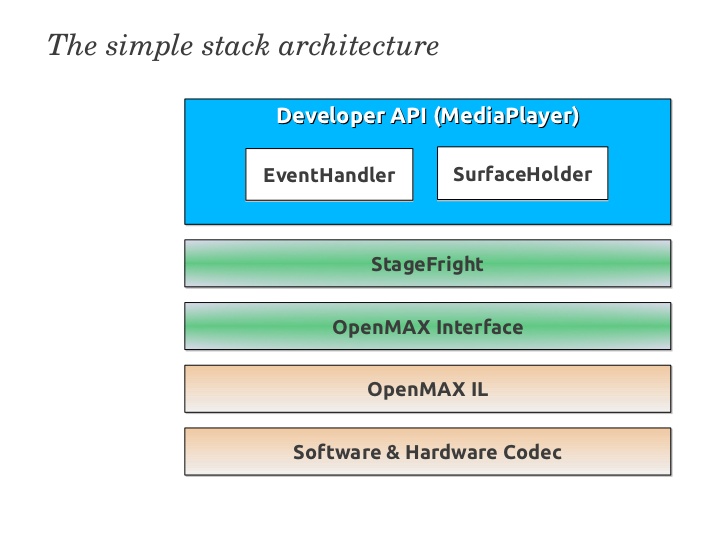 The simple stack architecture
Developer API (MediaPlayer)
EventHandler
SurfaceHolder
StageFright
OpenMAX Interface
OpenMAX IL
Software & Hardware Codec